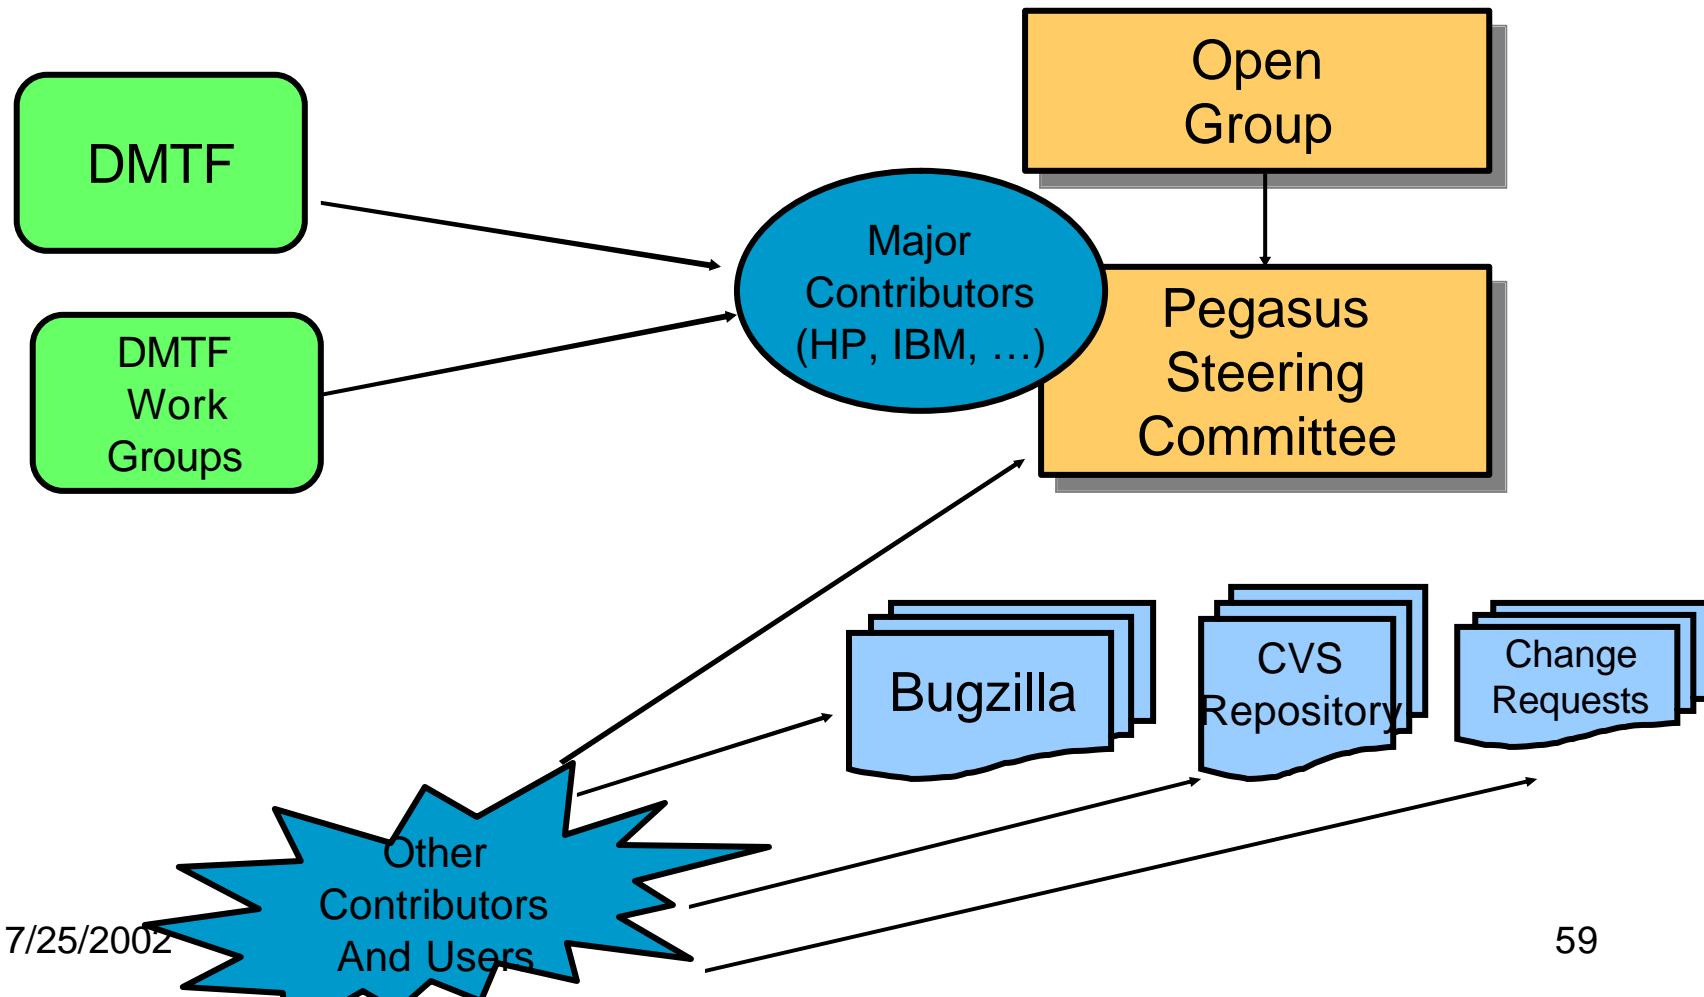 Open
Group
DMTF
Major
Contributors
(HP, IBM, …)
Pegasus
Steering
Committee
DMTF
Work
Groups
Bugzilla
CVS
Repository
Change
Requests
Other
Contributors
And Users
7/25/2002
59